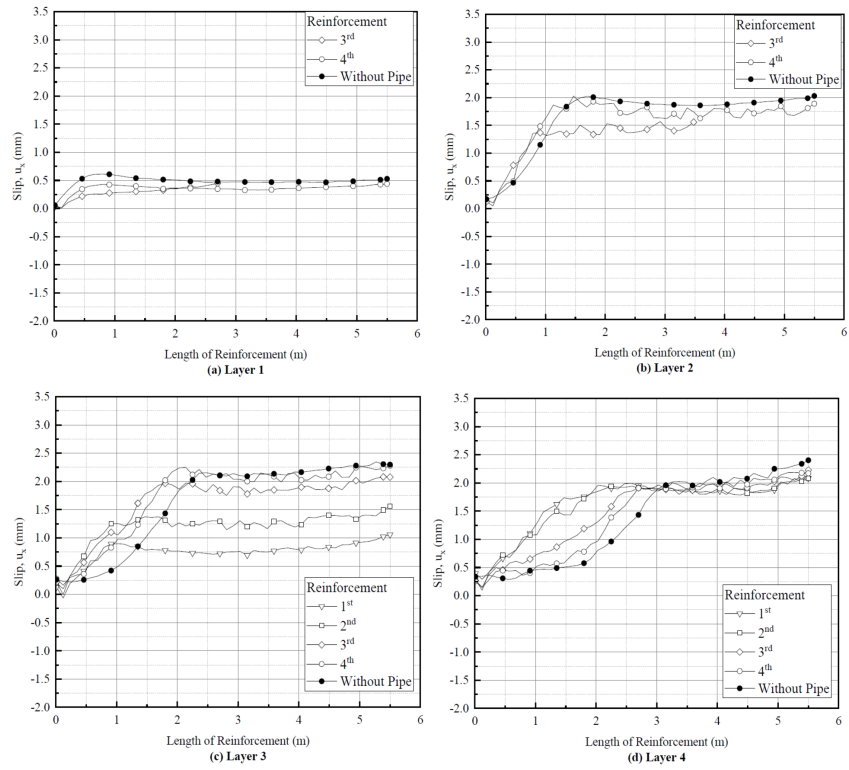 3.5
3.0
2.5
2.0
1.5
1.0
0.5
0.0
-0.5
-1.0
-1.5
-2.0
Slip, uₓ (mm)
Reinforcement
3ʳᵈ
4ᵗʰ
Without Pipe
0 1 2 3 4 5 6
Length of Reinforcement (m)
(a) Layer 1
3.5
3.0
2.5
2.0
1.5
1.0
0.5
0.0
-0.5
-1.0
-1.5
-2.0
Slip, uₓ (mm)
Reinforcement
3ʳᵈ
4ᵗʰ
Without Pipe
0 1 2 3 4 5 6
Length of Reinforcement (m)
(b) Layer 2
3.5
3.0
2.5
2.0
1.5
1.0
0.5
0.0
-0.5
-1.0
-1.5
-2.0
Slip, uₓ (mm)
Reinforcement
1ˢᵗ
2ⁿᵈ
3ʳᵈ
4ᵗʰ
Without Pipe
0 1 2 3 4 5 6
Length of Reinforcement (m)
(c) Layer 3
3.5
3.0
2.5
2.0
1.5
1.0
0.5
0.0
-0.5
-1.0
-1.5
-2.0
Slip, uₓ (mm)
Reinforcement
1ˢᵗ
2ⁿᵈ
3ʳᵈ
4ᵗʰ
Without Pipe
0 1 2 3 4 5 6
Length of Reinforcement (m)
(d) Layer 4